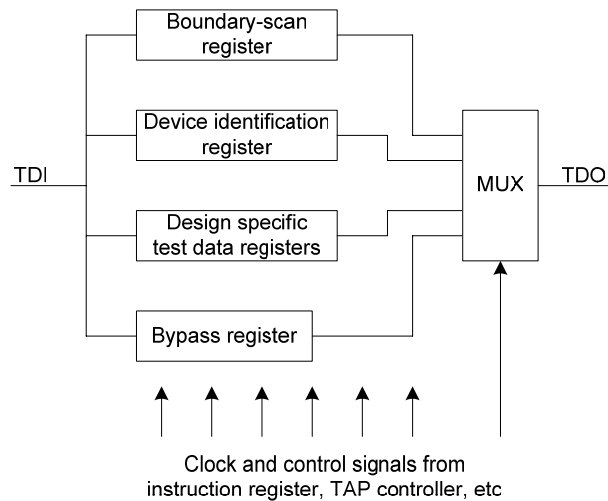 Boundary-scan
register
Device identification
register
TDI
MUX
TDO
Design specific
test data registers
Bypass register
Clock and control signals from
instruction register, TAP controller, etc